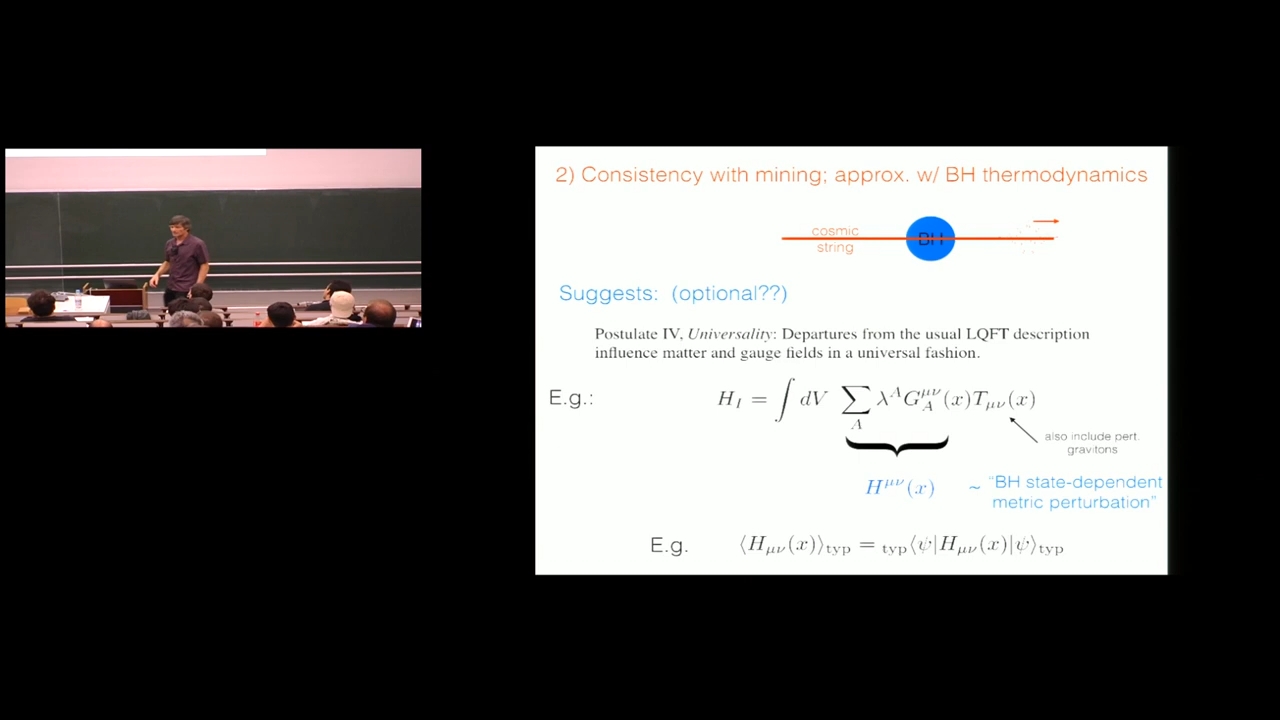 2) Consistency with mining; approx. w/ BH thermodynamics
cosmic
string
BH
Suggests: (optional??)
Postulate IV, Universality: Departures from the usual LQFT description
influence matter and gauge fields in a universal fashion.
E.g.: H_I = ∫ dV ∑_A λ^A G_A^{μν}(x) T_{μν}(x)
also include pert.
gravitons
H^{μν}(x) ~ "BH state-dependent
metric perturbation"
E.g. ⟨H_{μν}(x)⟩_typ = _typ⟨ψ|H_{μν}(x)|ψ⟩_typ